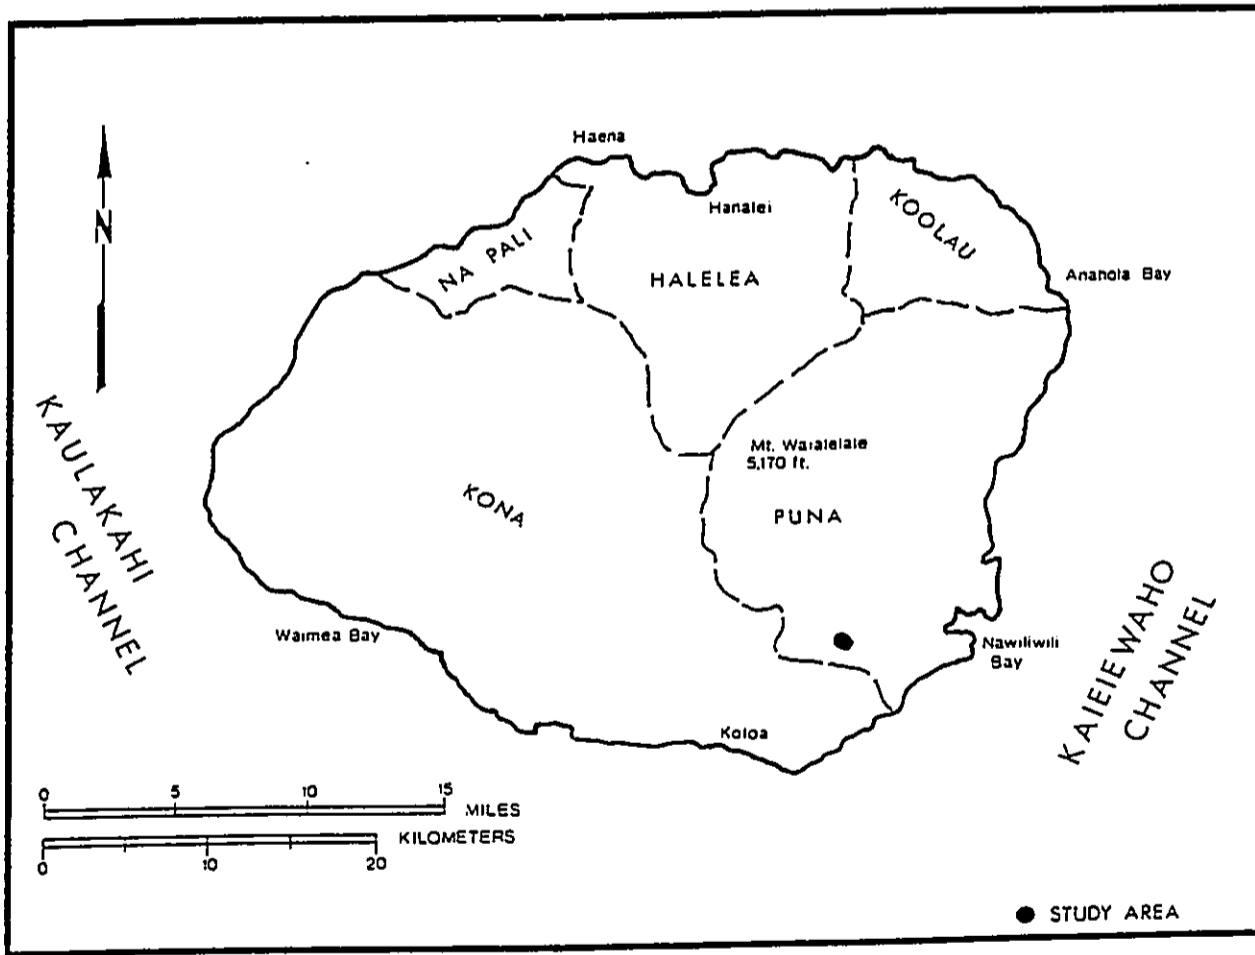 Haena
Hanalei
KOOLAU
NA PALI
HALELEA
Anahola Bay
N
KAULAKAHI
CHANNEL
Mt. Waialeale
5,170 ft.
KONA
PUNA
Waimea Bay
Nawiliwili
Bay
KAIEIEWAHO
CHANNEL
Koloa
0 5 10 15
MILES
KILOMETERS
0 10 20
STUDY AREA